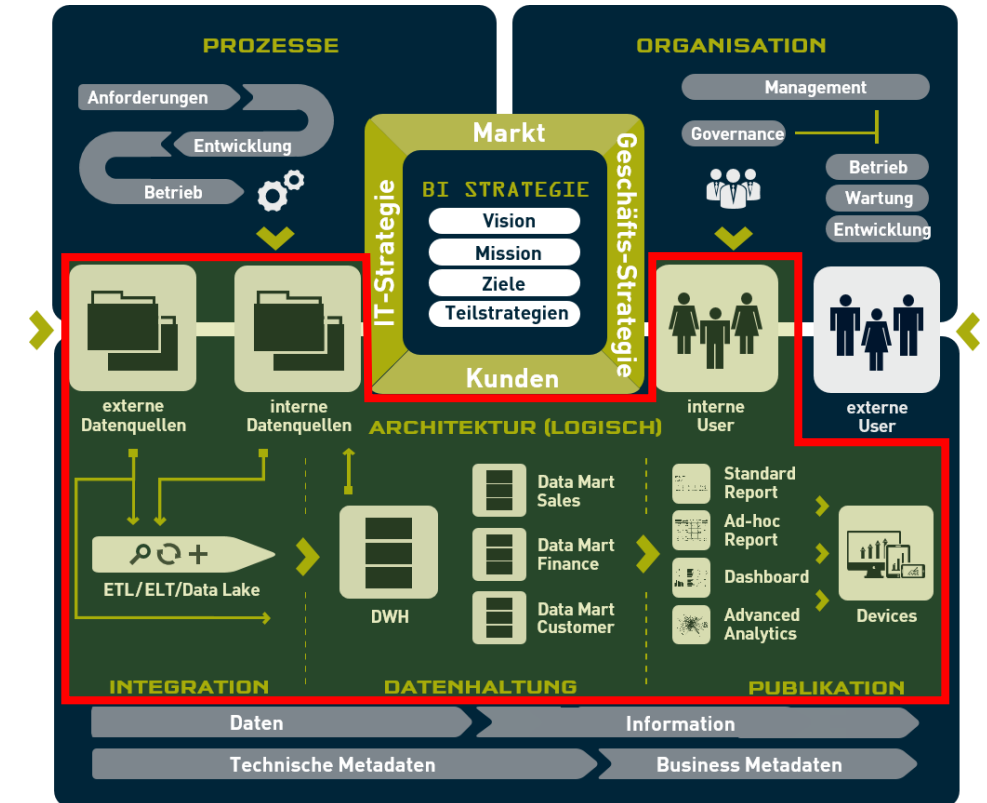 PROZESSE
Anforderungen
Entwicklung
Betrieb
ORGANISATION
Management
Governance
Betrieb
Wartung
Entwicklung
Markt
IT-Strategie
Geschäfts-Strategie
Kunden
BI STRATEGIE
Vision
Mission
Ziele
Teilstrategien
externe
Datenquellen
interne
Datenquellen
interne
User
externe
User
ARCHITEKTUR (LOGISCH)
ETL/ELT/Data Lake
DWH
Data Mart
Sales
Data Mart
Finance
Data Mart
Customer
Standard
Report
Ad-hoc
Report
Dashboard
Advanced
Analytics
Devices
INTEGRATION
DATENHALTUNG
PUBLIKATION
Daten
Information
Technische Metadaten
Business Metadaten